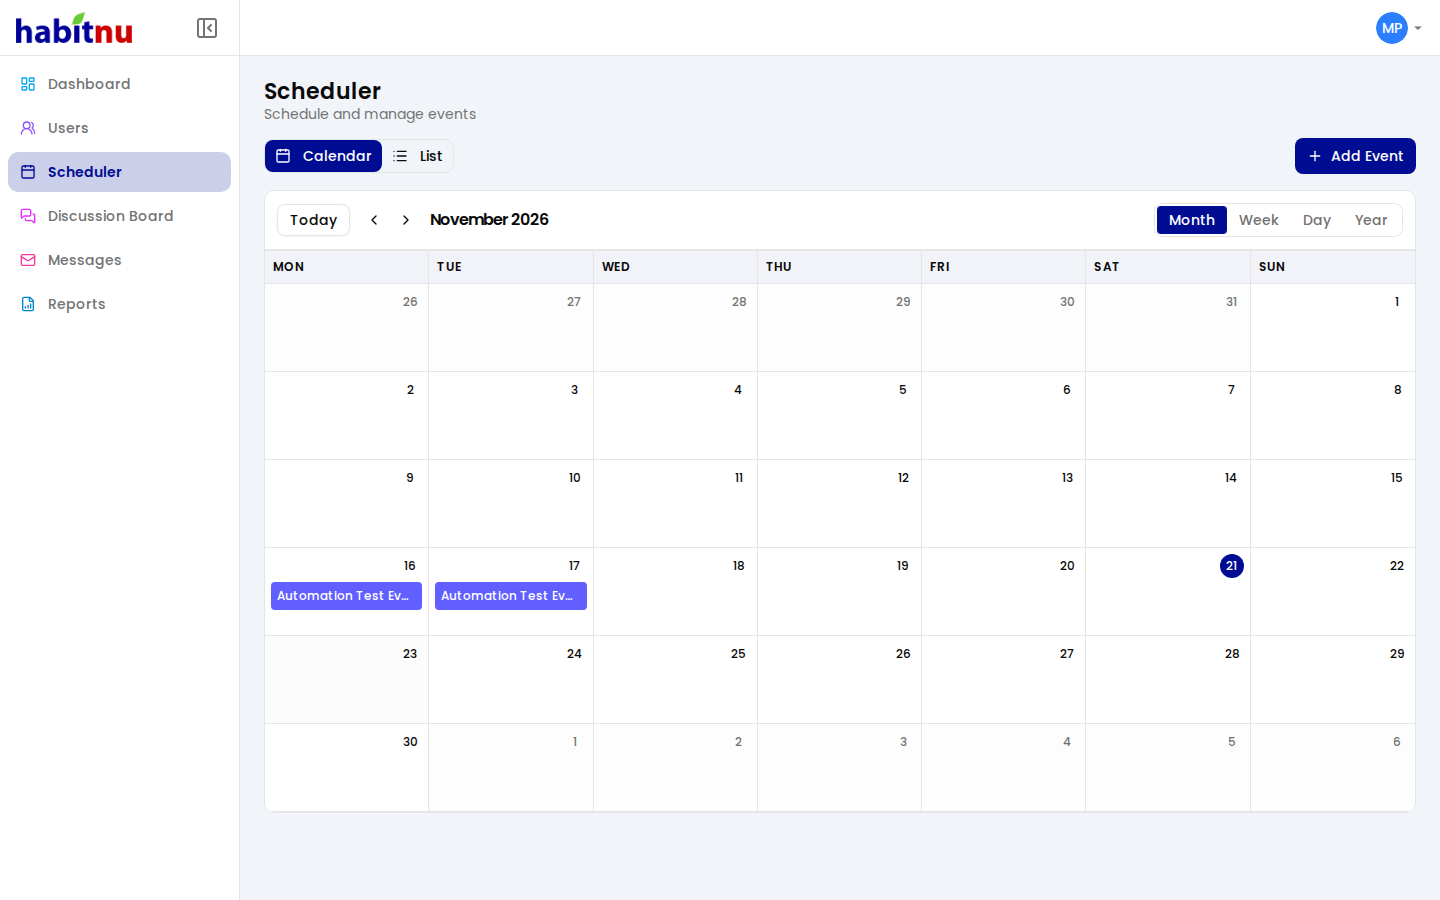 habitnu
MP
Dashboard
Users
Scheduler
Discussion Board
Messages
Reports
Scheduler
Schedule and manage events
Calendar
List
Add Event
Today
November 2026
Month
Week
Day
Year
MON TUE WED THU FRI SAT SUN
26 27 28 29 30 31 1
2 3 4 5 6 7 8
9 10 11 12 13 14 15
16 17 18 19 20 21 22
Automation Test Ev... Automation Test Ev...
23 24 25 26 27 28 29
30 1 2 3 4 5 6